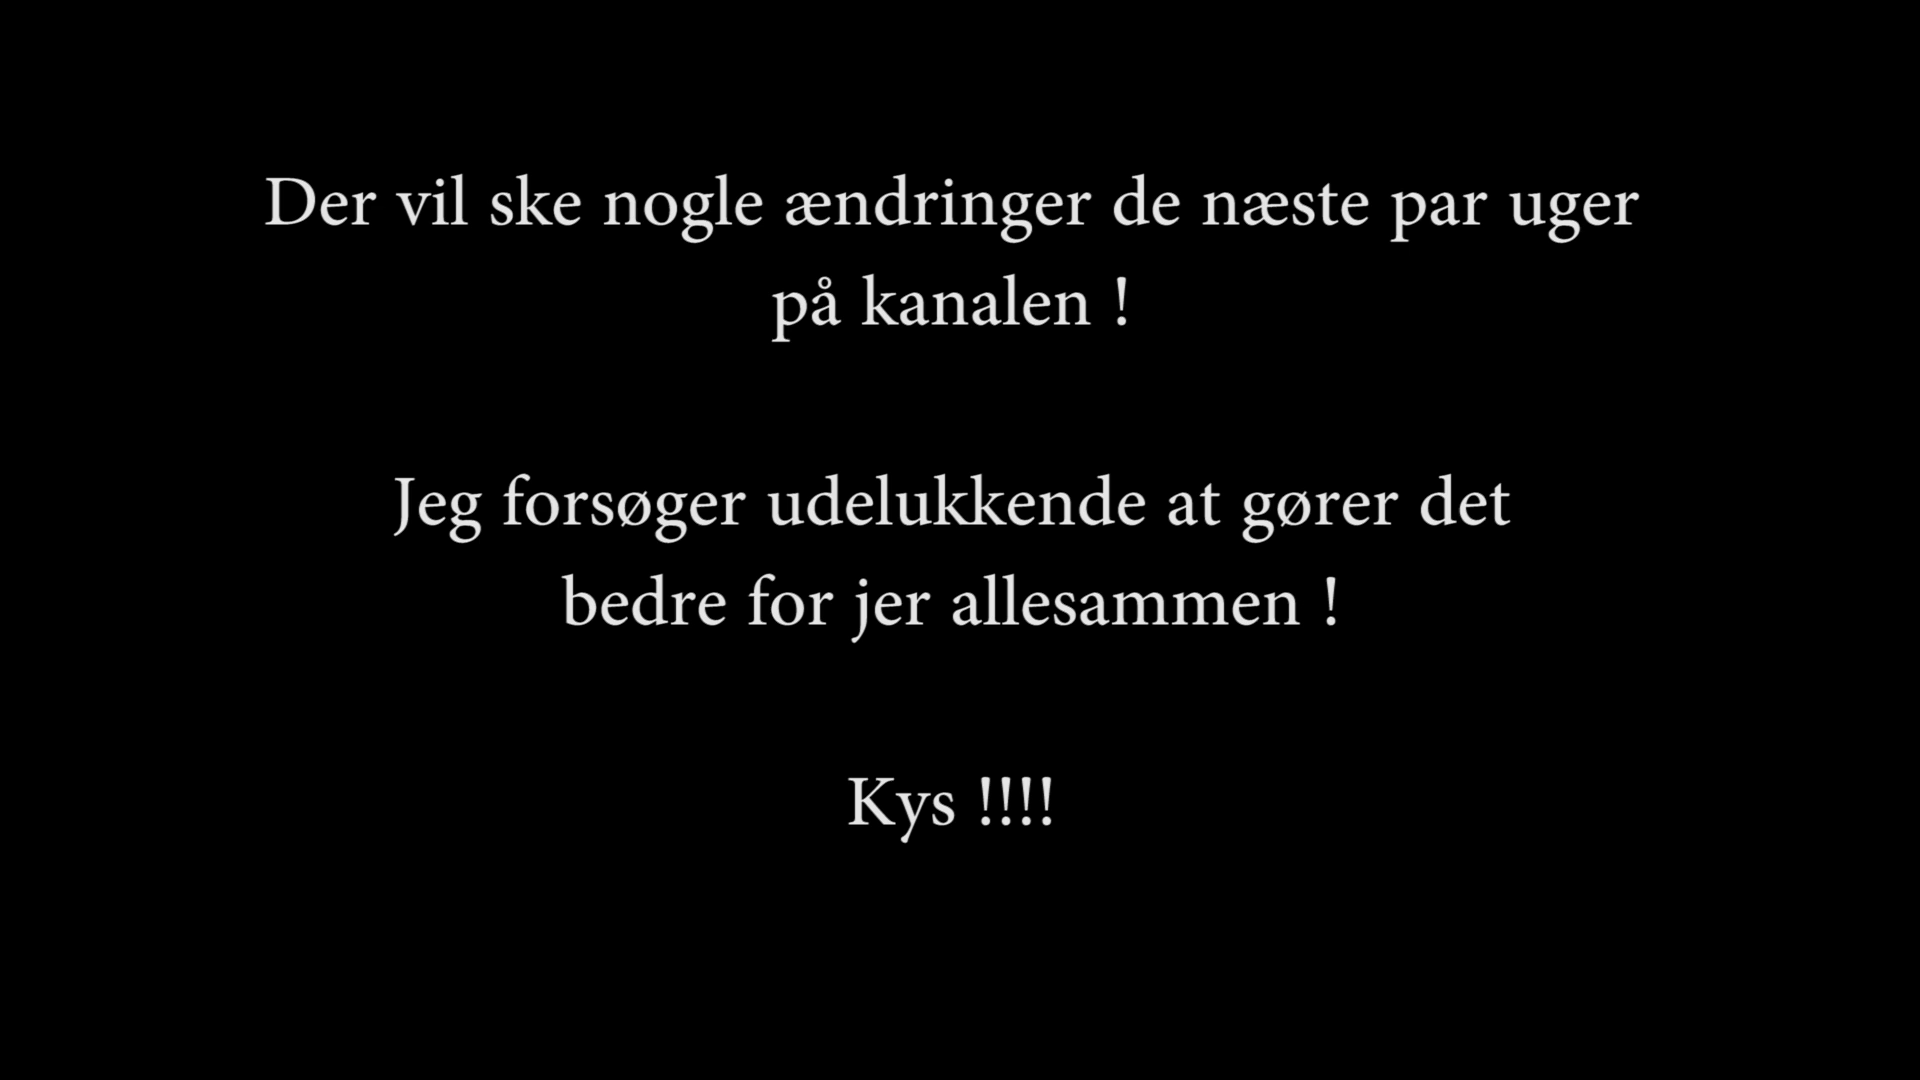 Der vil ske nogle ændringer de næste par uger
på kanalen !
Jeg forsøger udelukkende at gører det
bedre for jer allesammen !
Kys !!!!